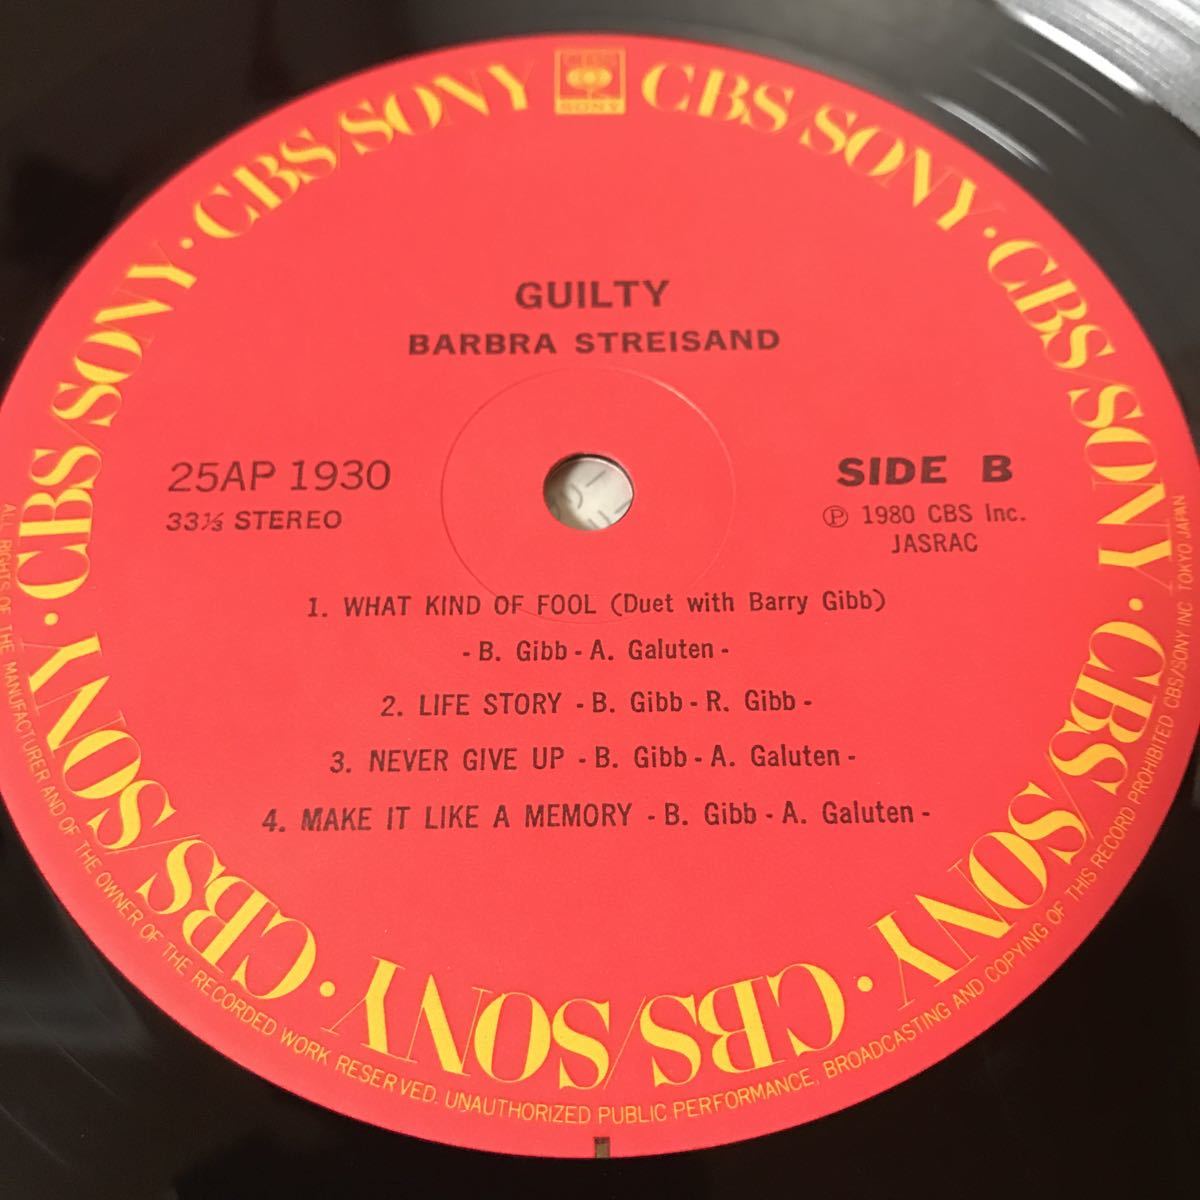 CBS/SONY · CBS/SONY · CBS/SONY · CBS/SONY · CBS/SONY · CBS/SONY · CBS/SONY · CBS/SONY
CBS
SONY
GUILTY
BARBRA STREISAND
25AP 1930
33⅓ STEREO
SIDE B
Ⓟ 1980 CBS Inc.
JASRAC
1. WHAT KIND OF FOOL (Duet with Barry Gibb)
- B. Gibb - A. Galuten -
2. LIFE STORY - B. Gibb - R. Gibb -
3. NEVER GIVE UP - B. Gibb - A. Galuten -
4. MAKE IT LIKE A MEMORY - B. Gibb - A. Galuten -
ALL RIGHTS OF THE MANUFACTURER AND OF THE OWNER OF THE RECORDED WORK RESERVED. UNAUTHORIZED PUBLIC PERFORMANCE, BROADCASTING AND COPYING OF THIS RECORD PROHIBITED CBS/SONY INC TOKYO JAPAN